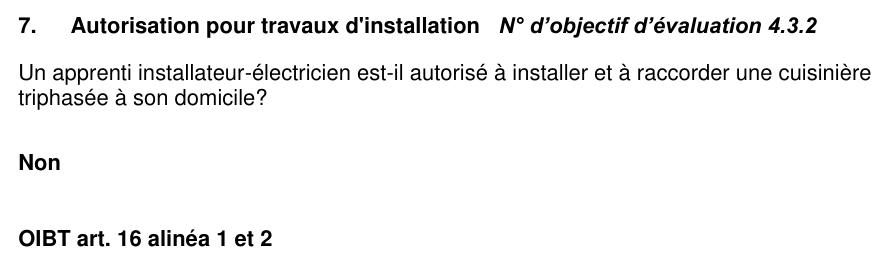 7. Autorisation pour travaux d'installation N° d’objectif d’évaluation 4.3.2
Un apprenti installateur-électricien est-il autorisé à installer et à raccorder une cuisinière
triphasée à son domicile?
Non
OIBT art. 16 alinéa 1 et 2